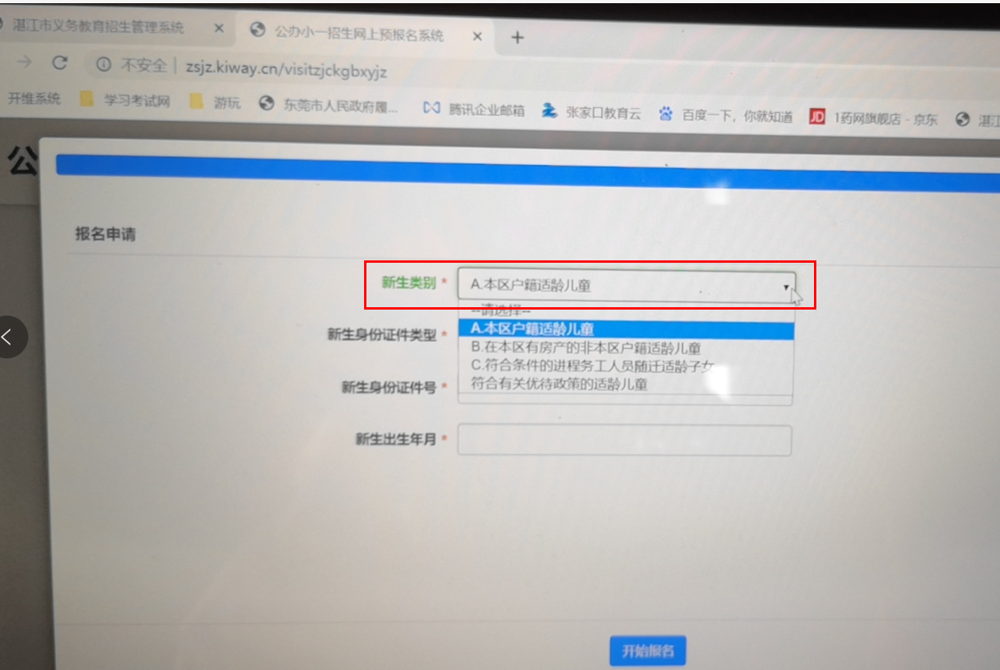 湛江市义务教育招生管理系统
公办小一招生网上预报名系统
不安全 | zsjz.kiway.cn/visitzjckgbxyjz
开维系统
学习考试网
游玩
东莞市人民政府履...
腾讯企业邮箱
张家口教育云
百度一下，你就知道
JD
1药网旗舰店 - 京东
湛江
公
报名申请
新生类别 *
A.本区户籍适龄儿童
--请选择--
A.本区户籍适龄儿童
新生身份证件类型 *
B.在本区有房产的非本区户籍适龄儿童
C.符合条件的进程务工人员随迁适龄子女
符合有关优待政策的适龄儿童
新生身份证件号 *
新生出生年月 *
开始报名